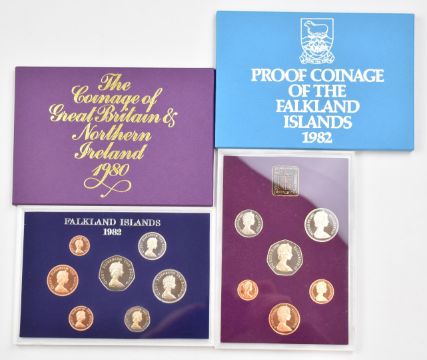 The
Coinage of
Great Britain &
Northern
Ireland
1980
PROOF COINAGE
OF THE
FALKLAND
ISLANDS
1982
FALKLAND ISLANDS
1982